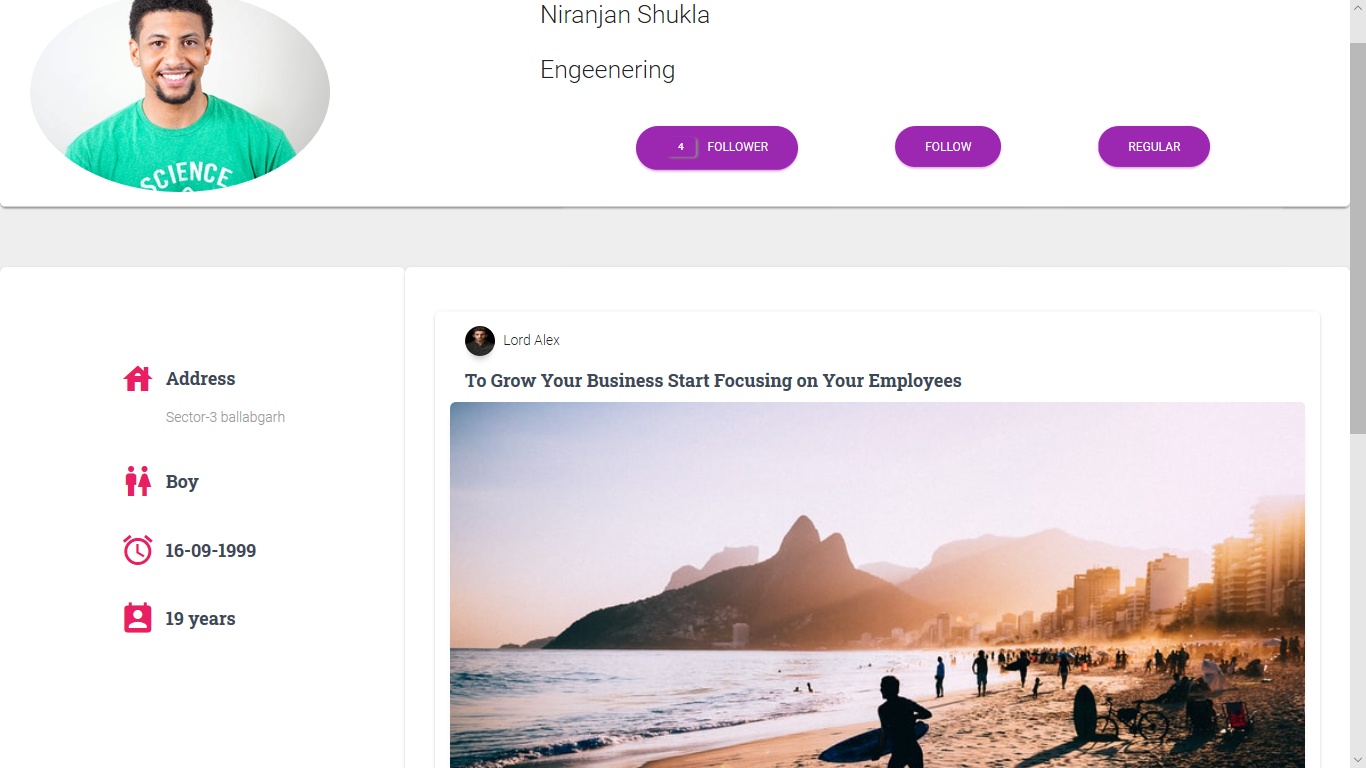 Niranjan Shukla
Engeenering
4 FOLLOWER
FOLLOW
REGULAR
SCIENCE
Address
Sector-3 ballabgarh
Boy
16-09-1999
19 years
Lord Alex
To Grow Your Business Start Focusing on Your Employees